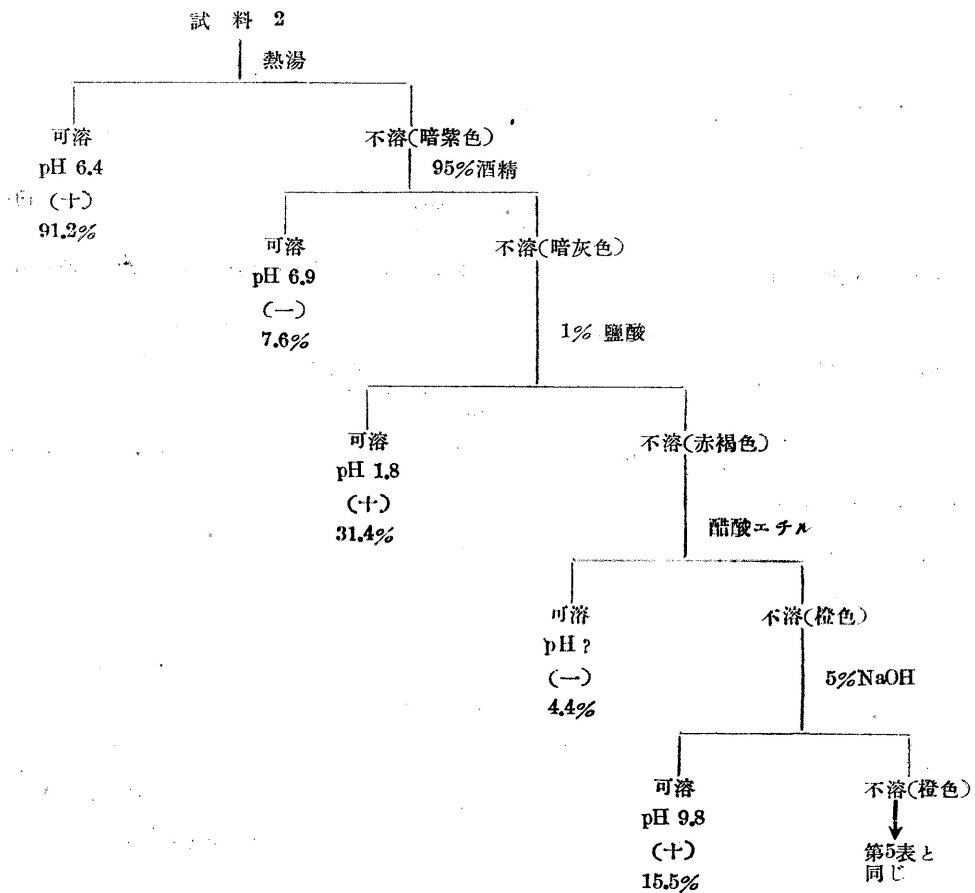 試料 2
熱湯
可溶
pH 6.4
(+)
91.2%
不溶(暗紫色)
95%酒精
可溶
pH 6.9
(−)
7.6%
不溶(暗灰色)
1% 鹽酸
可溶
pH 1.8
(+)
31.4%
不溶(赤褐色)
醋酸エチル
可溶
pH ?
(−)
4.4%
不溶(橙色)
5%NaOH
可溶
pH 9.8
(+)
15.5%
不溶(橙色)
第5表と
同じ